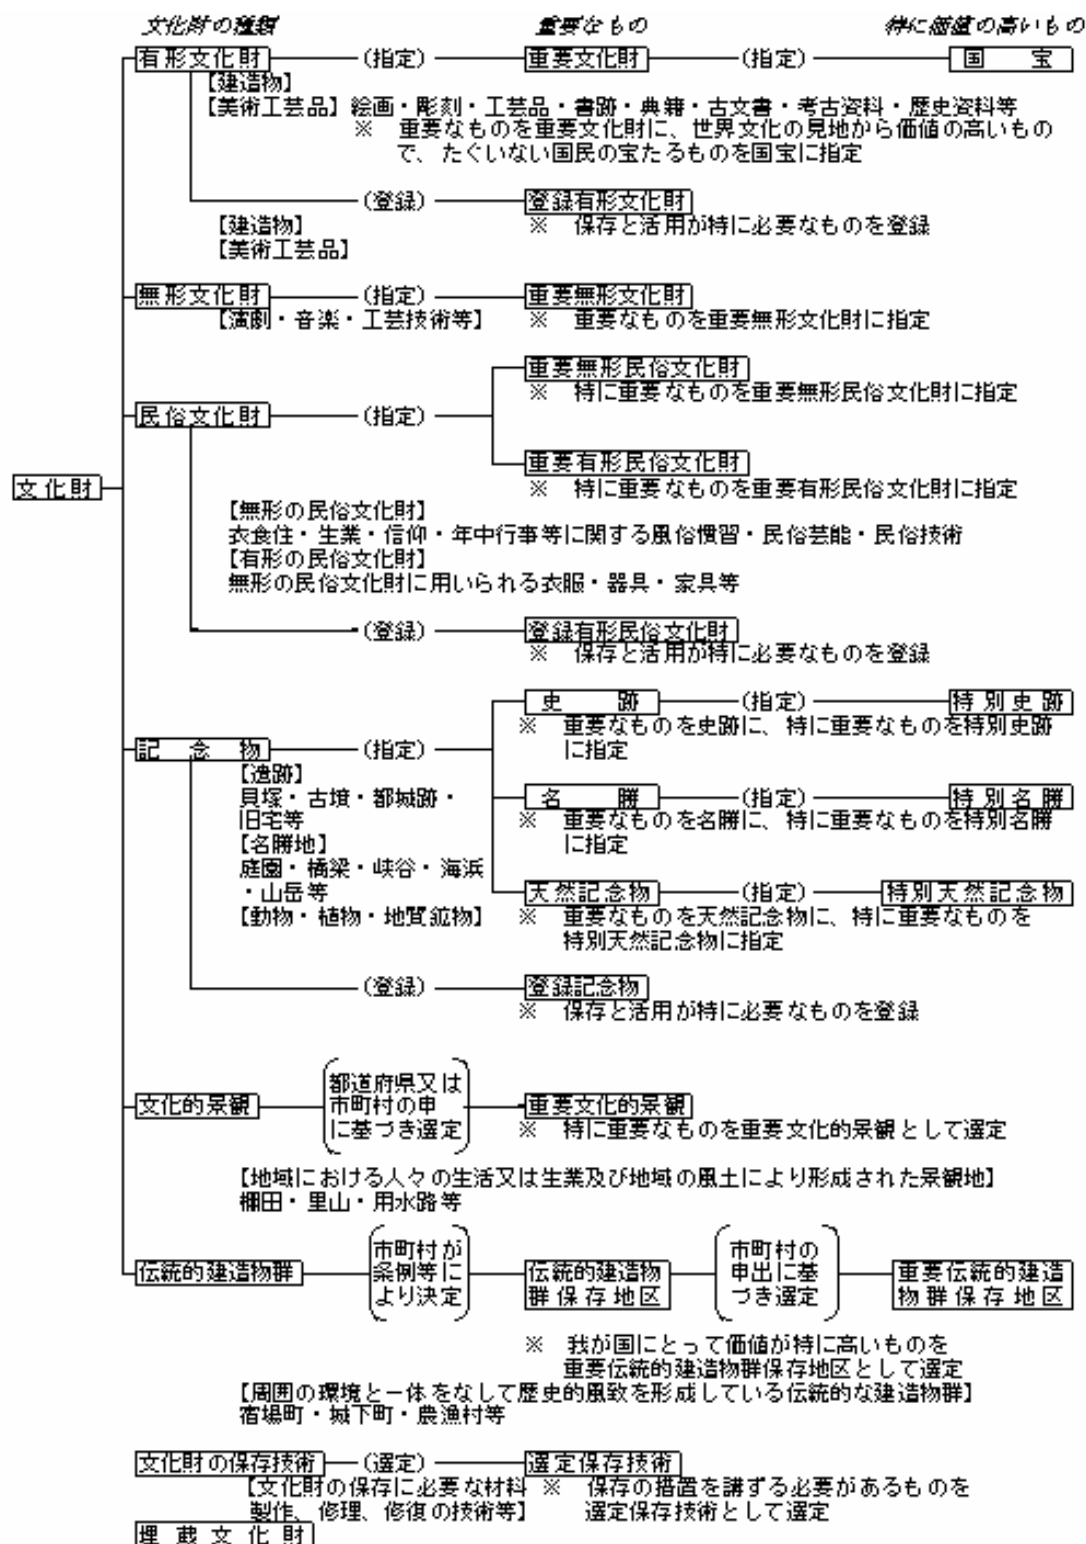 文化財の種類 重要なもの 特に価値の高いもの
有形文化財 (指定) 重要文化財 (指定) 国 宝
【建造物】
【美術工芸品】絵画・彫刻・工芸品・書跡・典籍・古文書・考古資料・歴史資料等
※ 重要なものを重要文化財に、世界文化の見地から価値の高いもの
で、たぐいない国民の宝たるものを国宝に指定
(登録) 登録有形文化財
【建造物】 ※ 保存と活用が特に必要なものを登録
【美術工芸品】
無形文化財 (指定) 重要無形文化財
【演劇・音楽・工芸技術等】 ※ 重要なものを重要無形文化財に指定
重要無形民俗文化財
※ 特に重要なものを重要無形民俗文化財に指定
民俗文化財 (指定)
重要有形民俗文化財
文化財
※ 特に重要なものを重要有形民俗文化財に指定
【無形の民俗文化財】
衣食住・生業・信仰・年中行事等に関する風俗慣習・民俗芸能・民俗技術
【有形の民俗文化財】
無形の民俗文化財に用いられる衣服・器具・家具等
(登録) 登録有形民俗文化財
※ 保存と活用が特に必要なものを登録
史 跡 (指定) 特別史跡
※ 重要なものを史跡に、特に重要なものを特別史跡
に指定
記 念 物 (指定)
【遺跡】
貝塚・古墳・都城跡・
旧宅等
【名勝地】
庭園・橋梁・峡谷・海浜
・山岳等
【動物・植物・地質鉱物】
名 勝 (指定) 特別名勝
※ 重要なものを名勝に、特に重要なものを特別名勝
に指定
天然記念物 (指定) 特別天然記念物
※ 重要なものを天然記念物に、特に重要なものを
特別天然記念物に指定
(登録) 登録記念物
※ 保存と活用が特に必要なものを登録
文化的景観
都道府県又は
市町村の申
に基づき選定
重要文化的景観
※ 特に重要なものを重要文化的景観として選定
【地域における人々の生活又は生業及び地域の風土により形成された景観地】
棚田・里山・用水路等
伝統的建造物群
市町村が
条例等に
より決定
伝統的建造物
群保存地区
市町村の
申出に基
づき選定
重要伝統的建造
物群保存地区
※ 我が国にとって価値が特に高いものを
重要伝統的建造物群保存地区として選定
【周囲の環境と一体をなして歴史的風致を形成している伝統的な建造物群】
宿場町・城下町・農漁村等
文化財の保存技術 (選定) 選定保存技術
【文化財の保存に必要な材料
製作、修理、修復の技術等】
※ 保存の措置を講ずる必要があるものを
選定保存技術として選定
埋蔵文化財